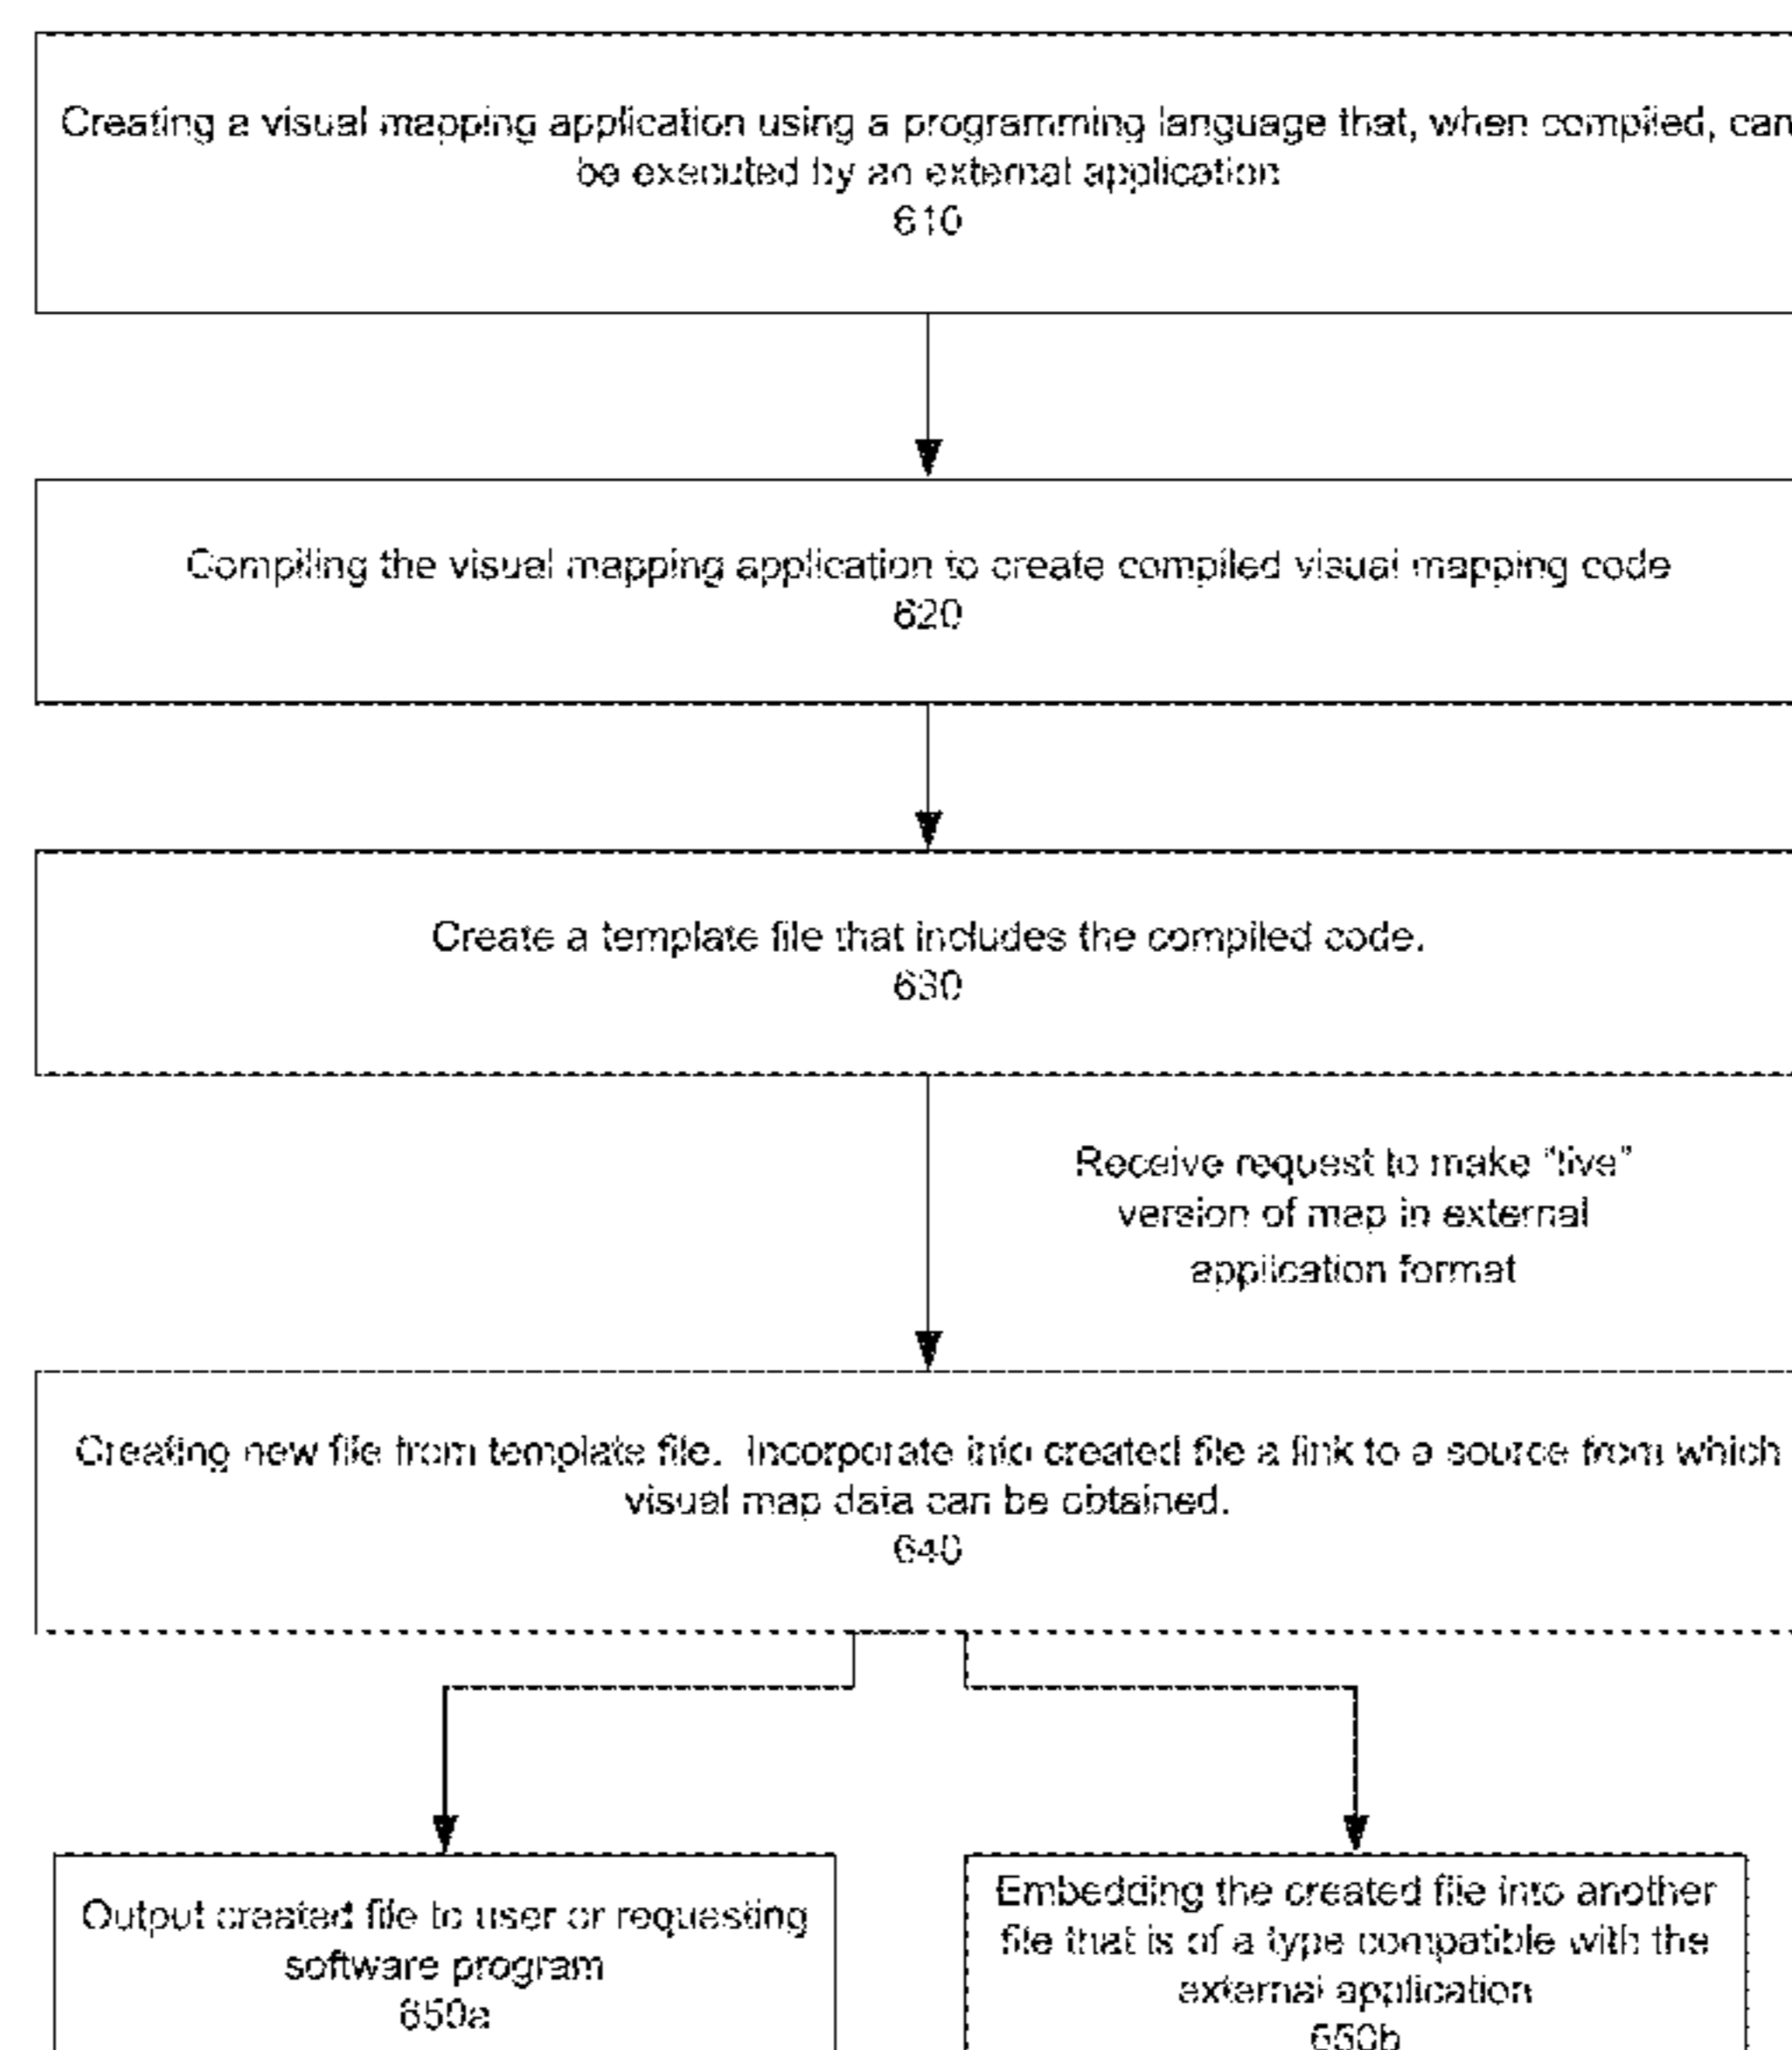 Creating a visual mapping application using a programming language that, when compiled, can
be executed by an external application
610
Compiling the visual mapping application to create compiled visual mapping code
620
Create a template file that includes the compiled code.
630
Receive request to make "live"
version of map in external
application format
Creating new file from template file. Incorporate into created file a link to a source from which
visual map data can be obtained.
640
Output created file to user or requesting
software program
650a
Embedding the created file into another
file that is of a type compatible with the
external application
650b